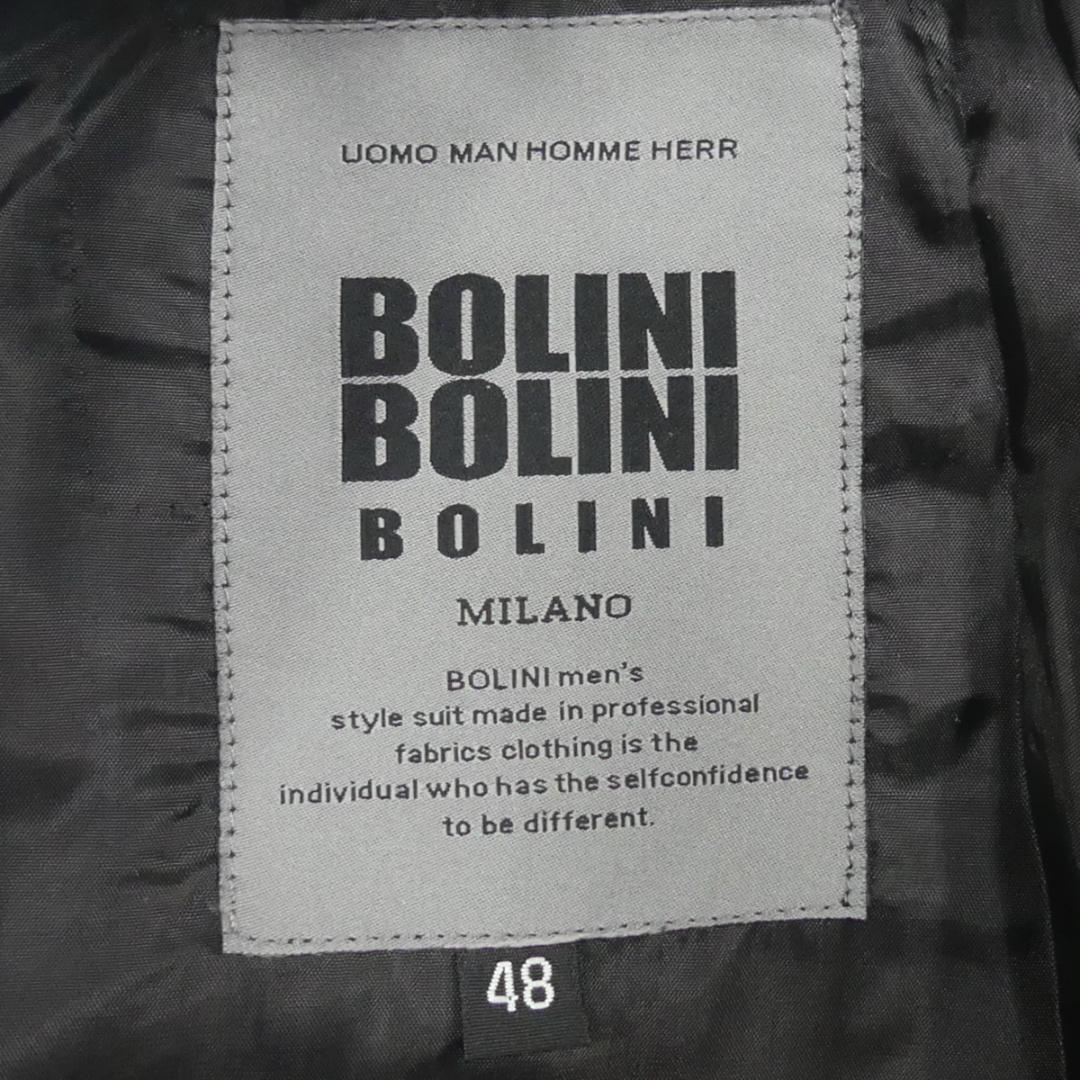 UOMO MAN HOMME HERR
BOLINI
BOLINI
BOLINI
MILANO
BOLINI men's
style suit made in professional
fabrics clothing is the
individual who has the selfconfidence
to be different.
48